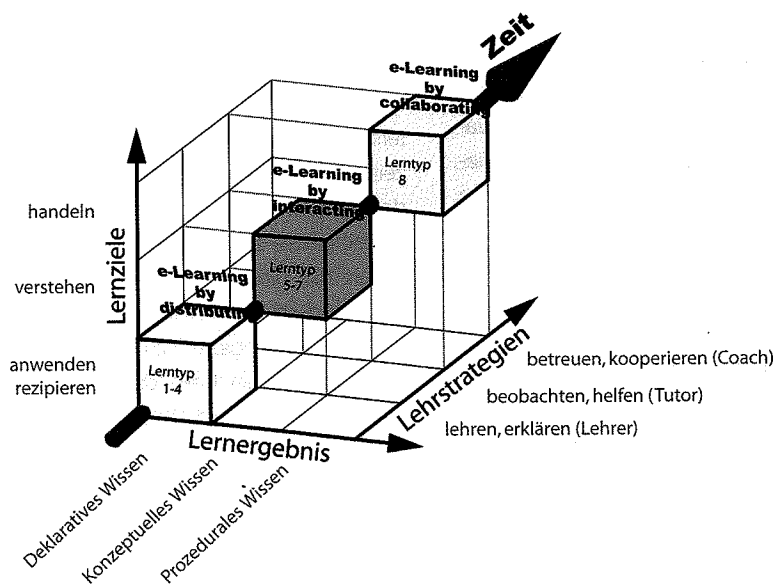 Zeit
e-Learning
by
collaborating
Lerntyp
8
e-Learning
by
interacting
Lerntyp
5-7
e-Learning
by
distributing
Lerntyp
1-4
Lernziele
handeln
verstehen
anwenden
rezipieren
Lehrstrategien
betreuen, kooperieren (Coach)
beobachten, helfen (Tutor)
lehren, erklären (Lehrer)
Lernergebnis
Deklaratives Wissen
Konzeptuelles Wissen
Prozedurales Wissen